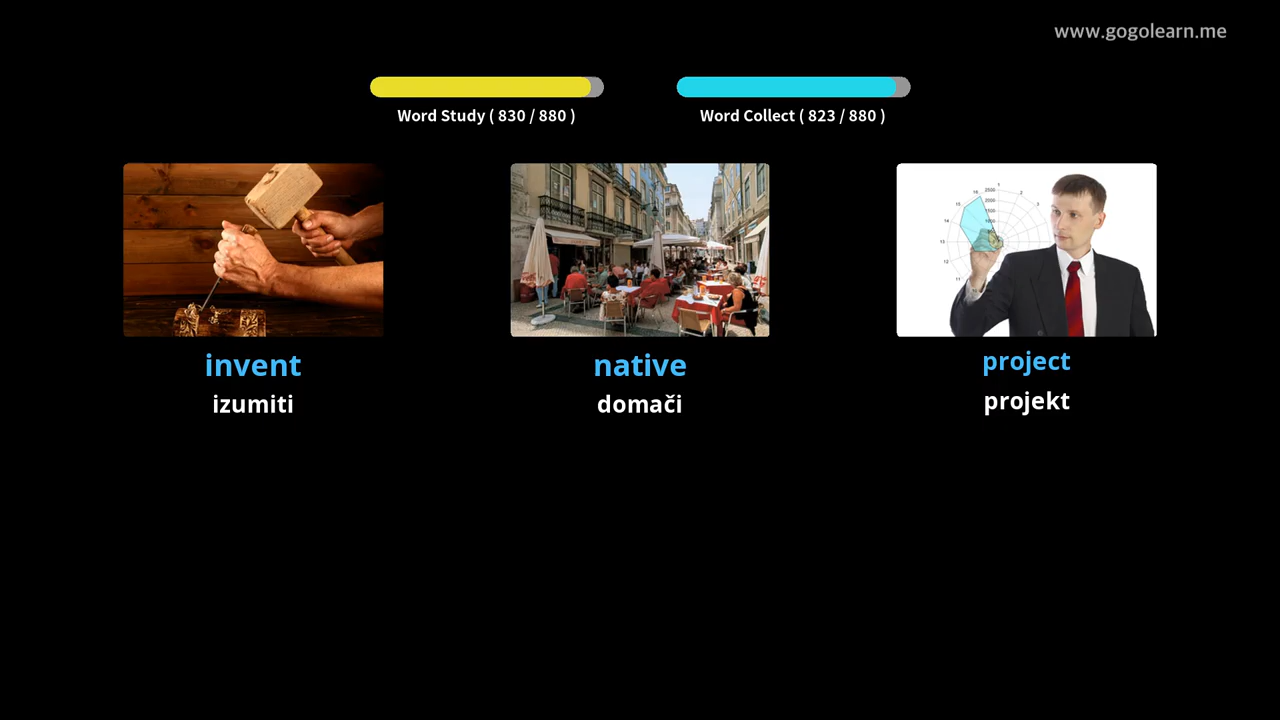 www.gogolearn.me
Word Study ( 830 / 880 )
Word Collect ( 823 / 880 )
invent
izumiti
native
domači
project
projekt